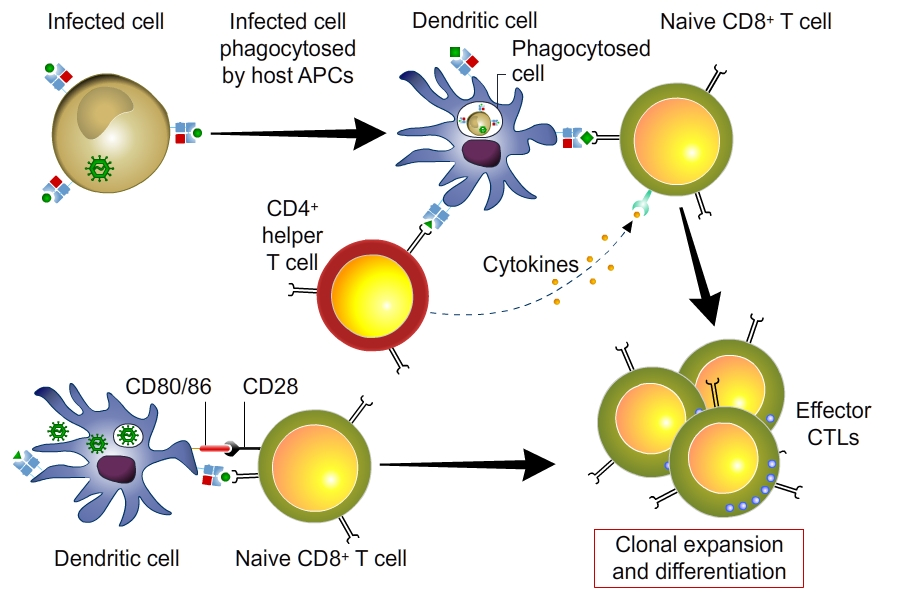 Infected cell
Infected cell
phagocytosed
by host APCs
Dendritic cell
Phagocytosed
cell
Naive CD8⁺ T cell
CD4⁺
helper
T cell
Cytokines
CD80/86
CD28
Effector
CTLs
Dendritic cell
Naive CD8⁺ T cell
Clonal expansion
and differentiation